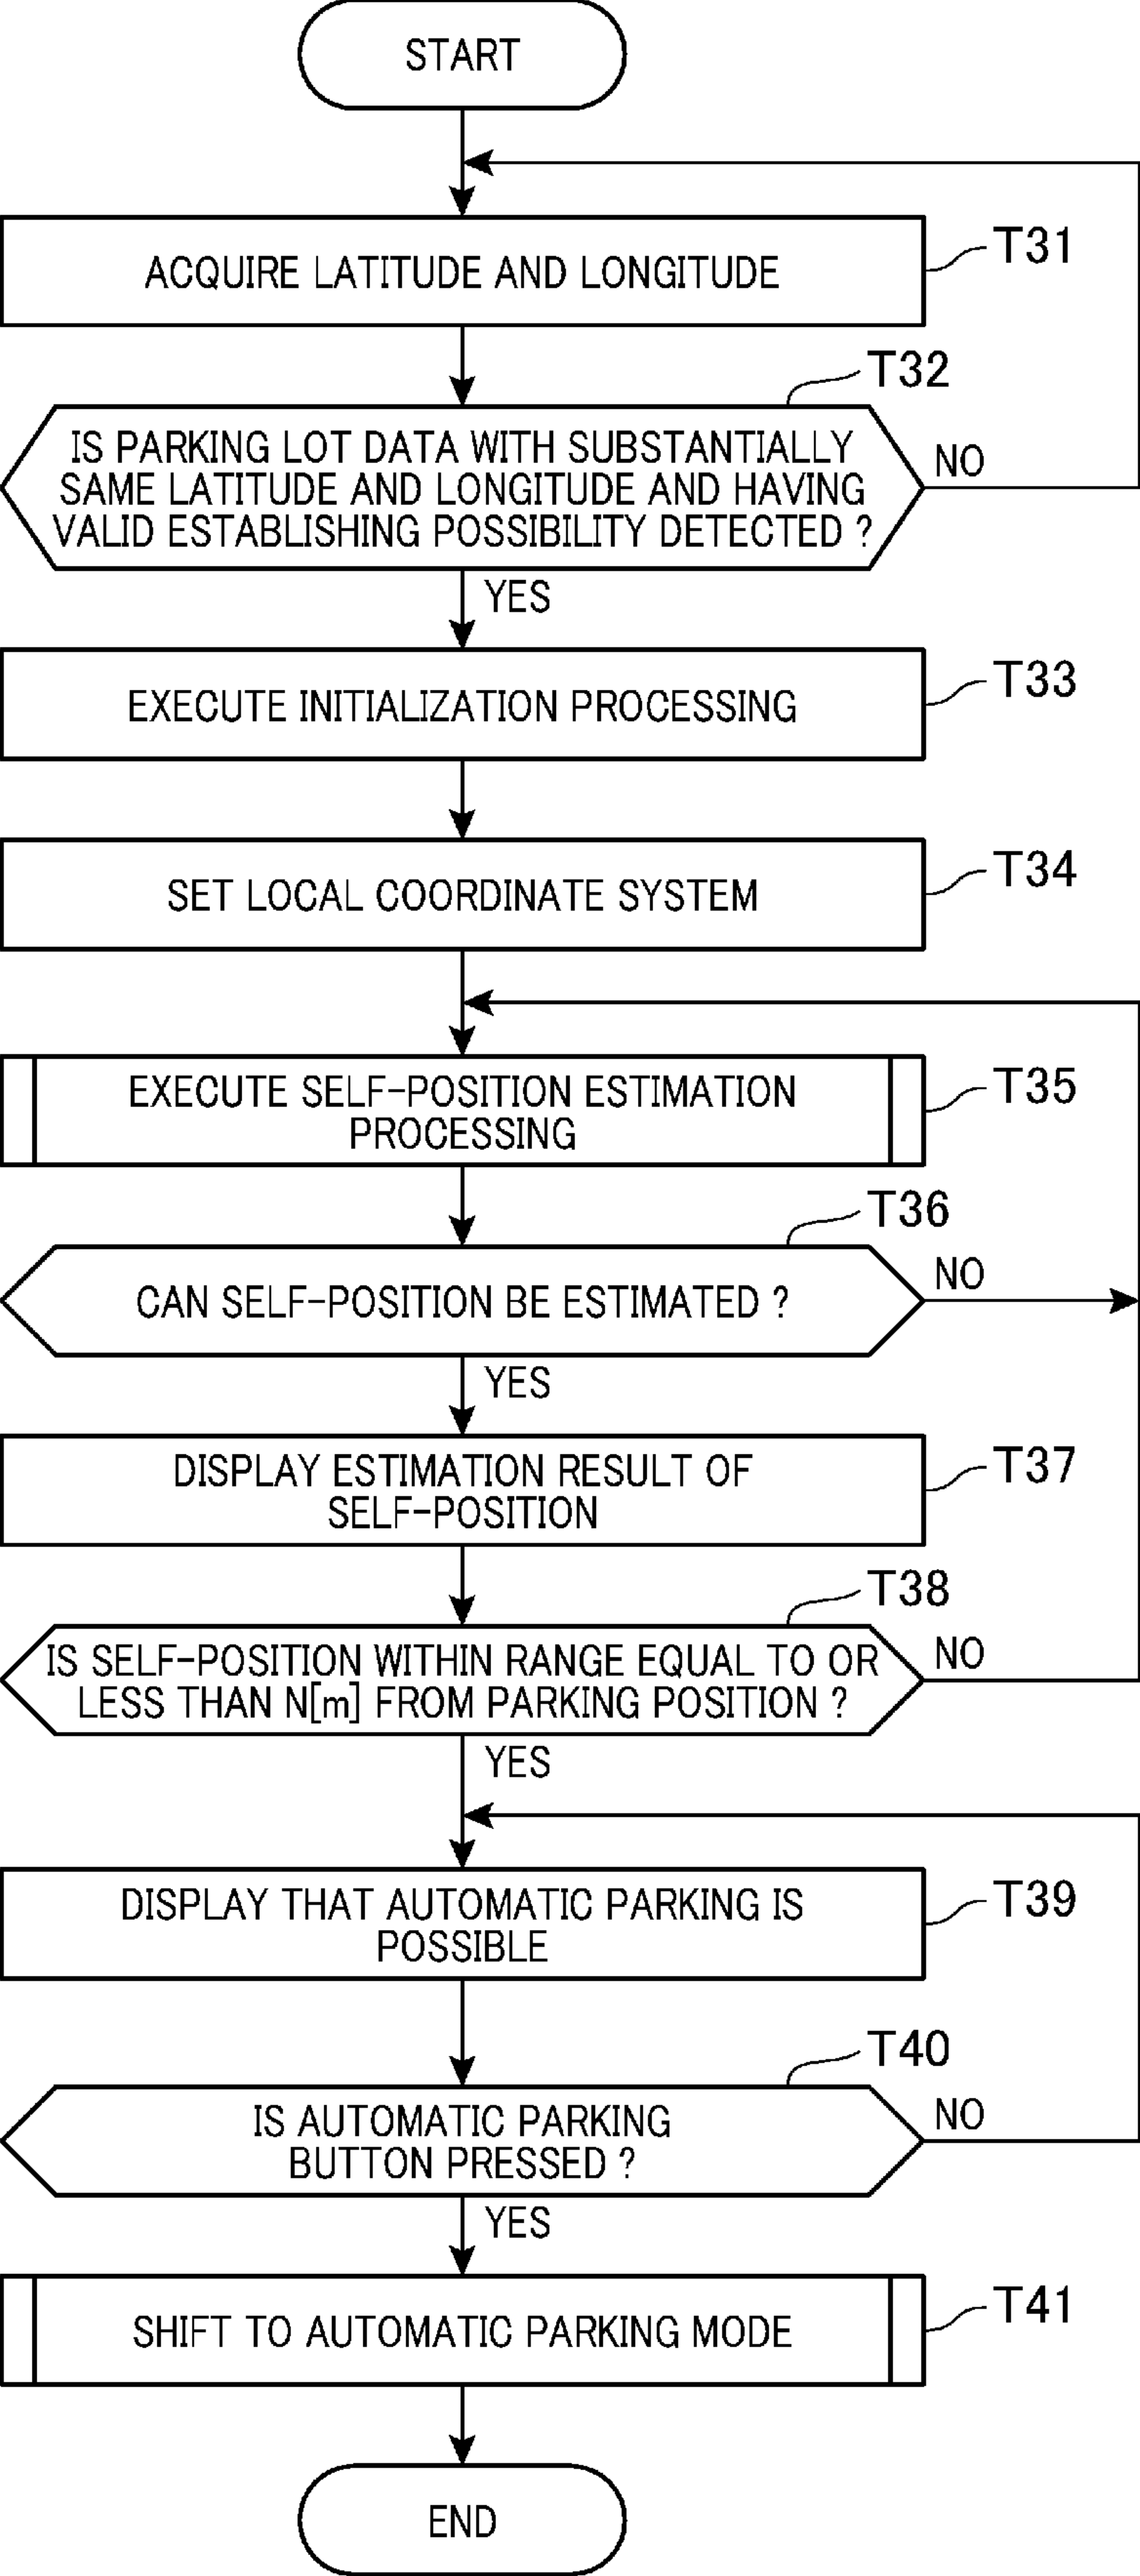 START
ACQUIRE LATITUDE AND LONGITUDE
T31
T32
IS PARKING LOT DATA WITH SUBSTANTIALLY
SAME LATITUDE AND LONGITUDE AND HAVING
VALID ESTABLISHING POSSIBILITY DETECTED ?
NO
YES
EXECUTE INITIALIZATION PROCESSING
T33
SET LOCAL COORDINATE SYSTEM
T34
EXECUTE SELF-POSITION ESTIMATION
PROCESSING
T35
T36
CAN SELF-POSITION BE ESTIMATED ?
NO
YES
DISPLAY ESTIMATION RESULT OF
SELF-POSITION
T37
T38
IS SELF-POSITION WITHIN RANGE EQUAL TO OR
LESS THAN N[m] FROM PARKING POSITION ?
NO
YES
DISPLAY THAT AUTOMATIC PARKING IS
POSSIBLE
T39
T40
IS AUTOMATIC PARKING
BUTTON PRESSED ?
NO
YES
SHIFT TO AUTOMATIC PARKING MODE
T41
END